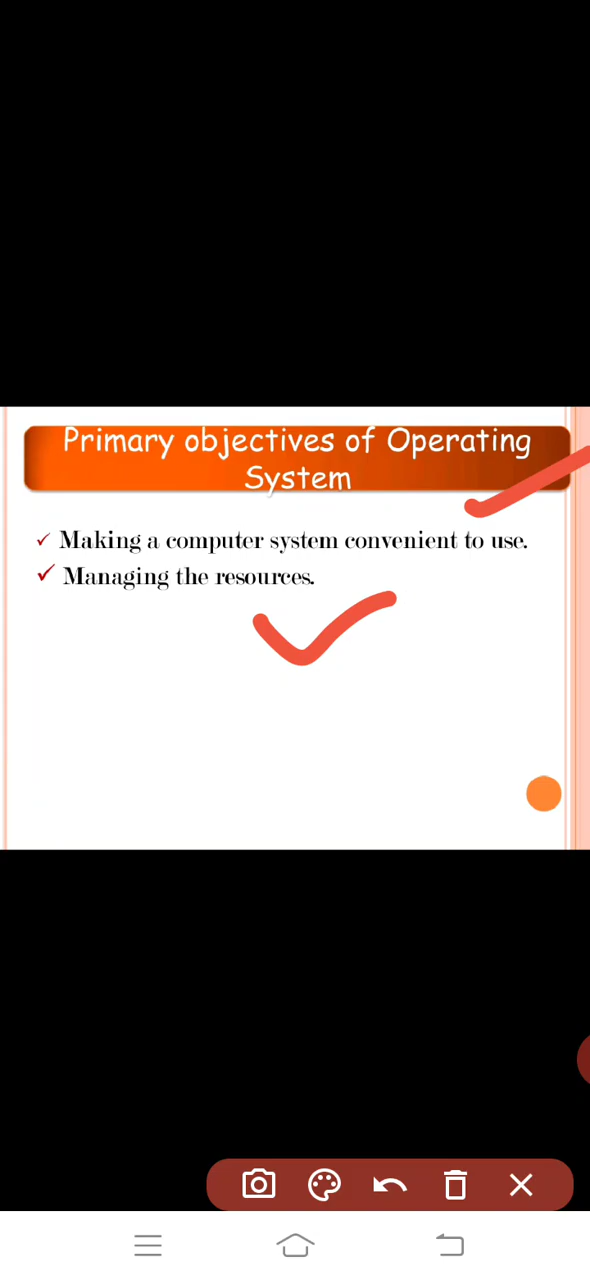 Primary objectives of Operating
System
Making a computer system convenient to use.
Managing the resources.